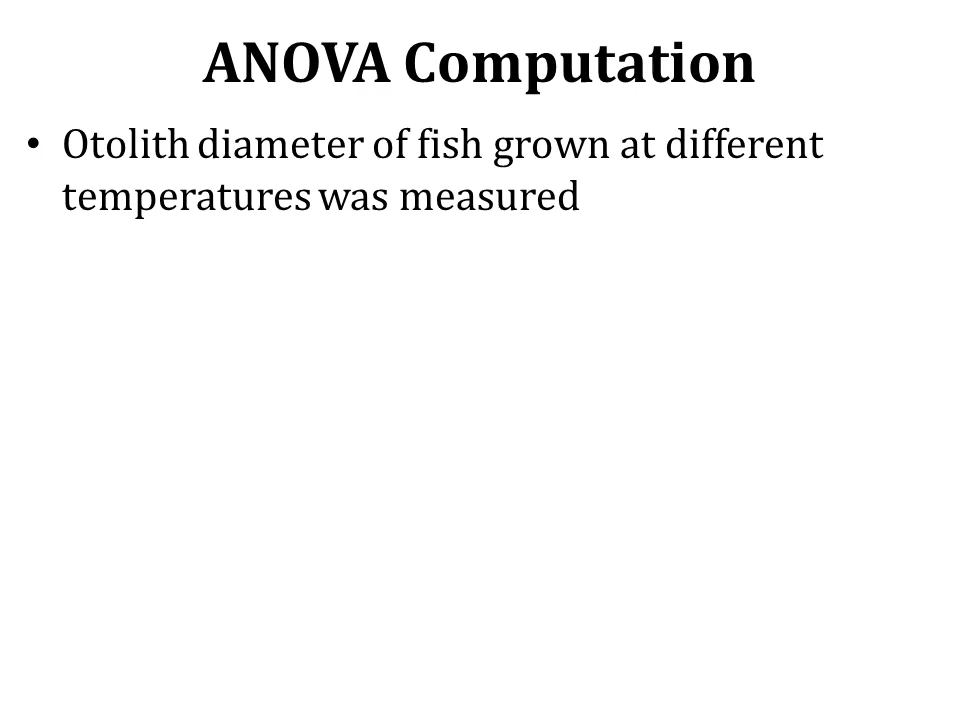 ANOVA Computation
• Otolith diameter of fish grown at different
temperatures was measured